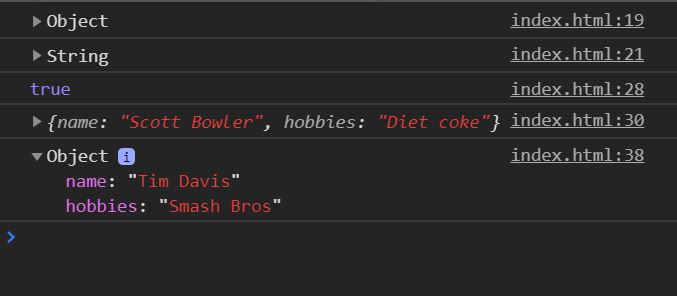 ▶Object index.html:19
▶String index.html:21
true index.html:28
▶{name: "Scott Bowler", hobbies: "Diet coke"} index.html:30
▼Object i index.html:38
name: "Tim Davis"
hobbies: "Smash Bros"
>